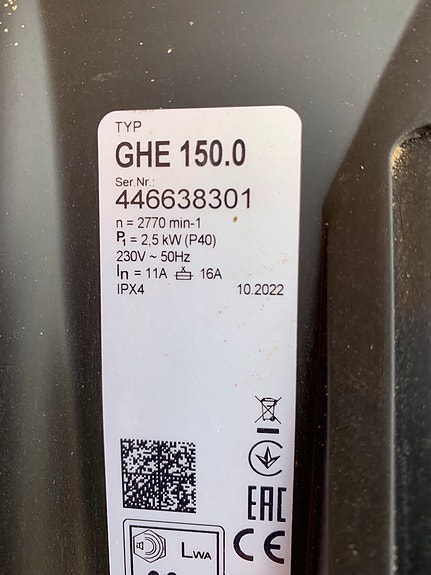 TYP
GHE 150.0
Ser.Nr.:
446638301
n = 2770 min-1
P₁ = 2,5 kW (P40)
230V ~ 50Hz
In = 11A 16A
IPX4 10.2022
EAC
CE
LWA